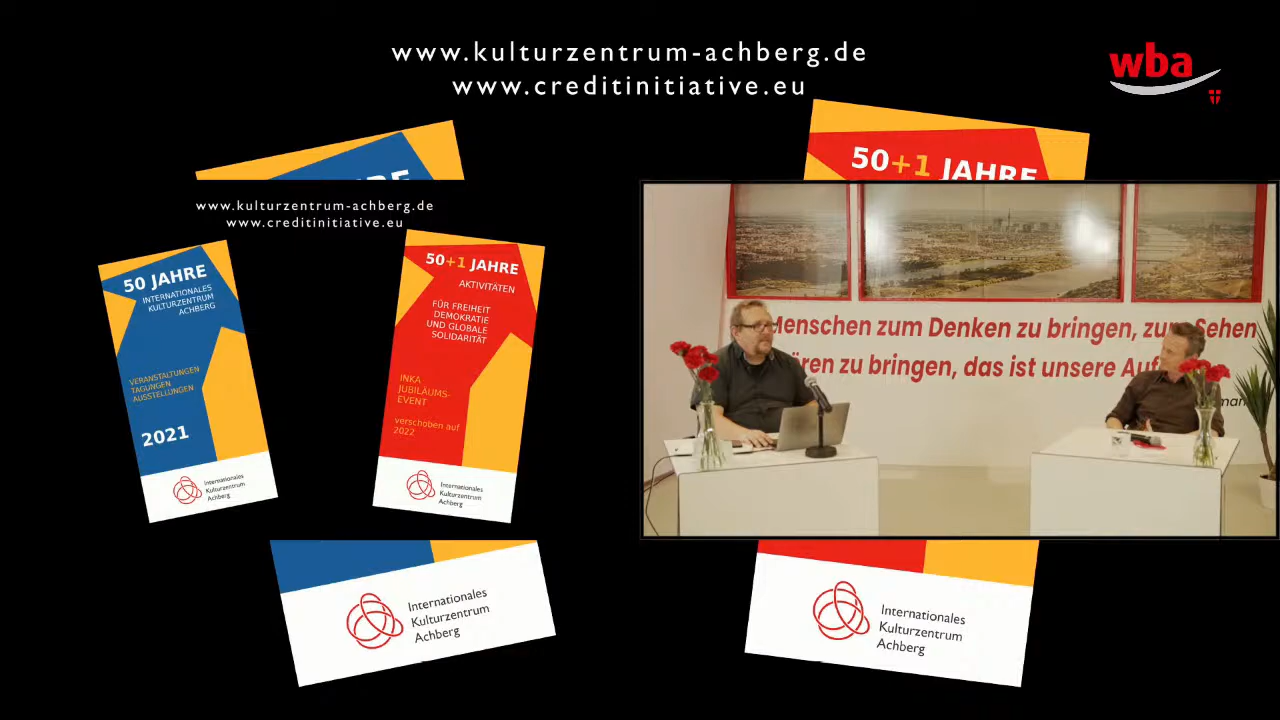 www.kulturzentrum-achberg.de
www.creditinitiative.eu
wba
50+1 JAHRE
www.kulturzentrum-achberg.de
www.creditinitiative.eu
50 JAHRE
INTERNATIONALES
KULTURZENTRUM
ACHBERG
VERANSTALTUNGEN
TAGUNGEN
AUSSTELLUNGEN
2021
Internationales
Kulturzentrum
Achberg
50+1 JAHRE
AKTIVITÄTEN
FÜR FREIHEIT
DEMOKRATIE
UND GLOBALE
SOLIDARITÄT
INKA
JUBILÄUMS-
EVENT
verschoben auf
2022
Internationales
Kulturzentrum
Achberg
Menschen zum Denken zu bringen, zum Sehen
zu bringen, das ist unsere
Internationales
Kulturzentrum
Achberg
Internationales
Kulturzentrum
Achberg